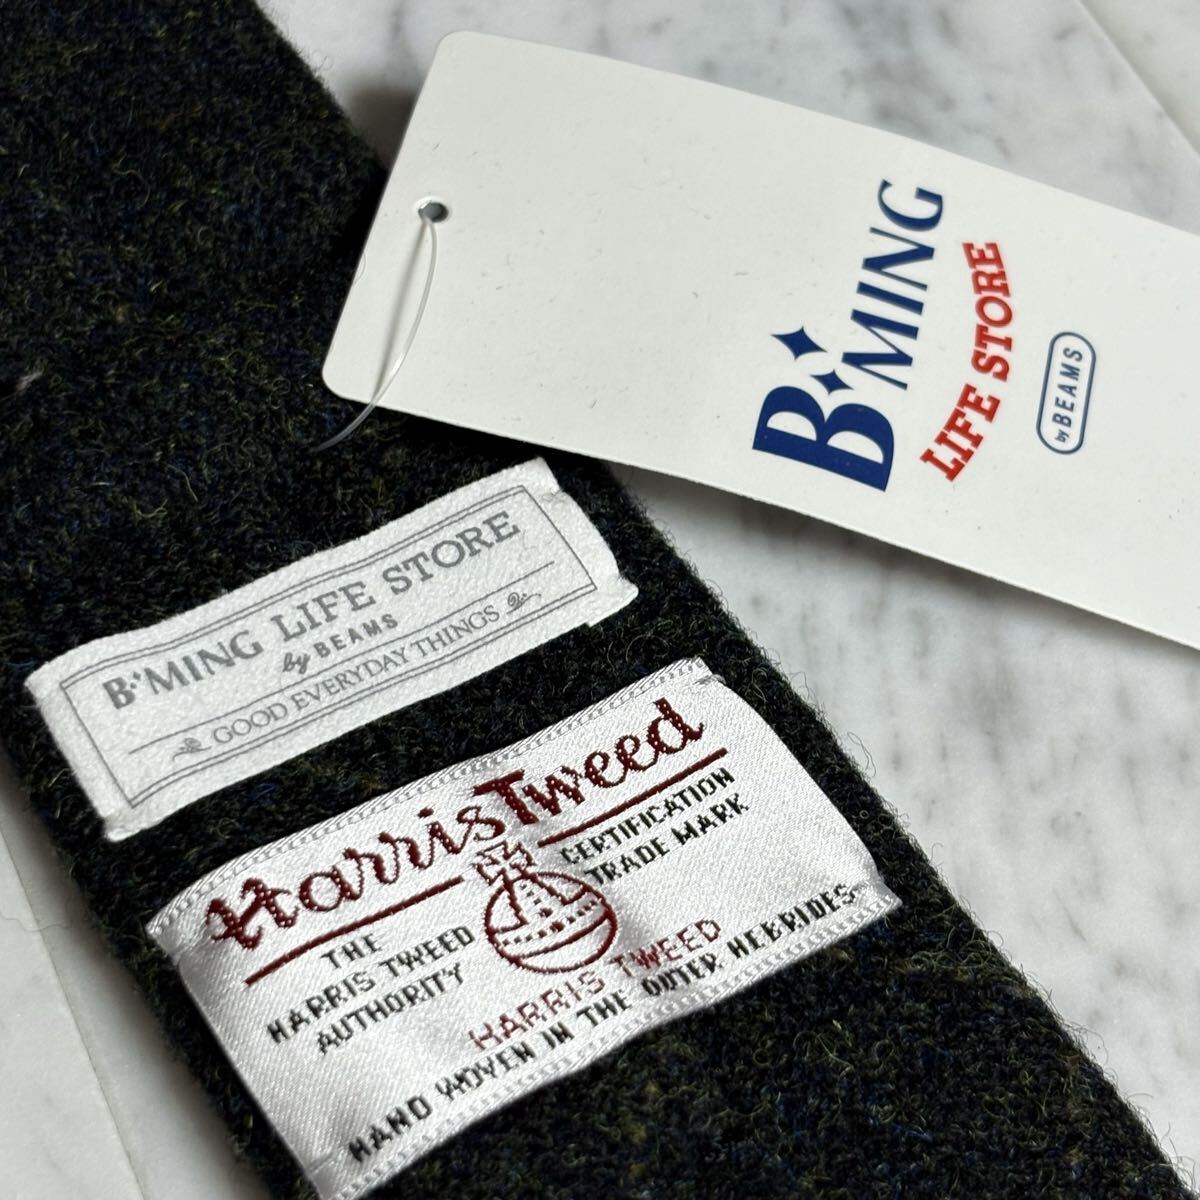 B:MING
LIFE STORE
by BEAMS
B:MING LIFE STORE
by BEAMS
GOOD EVERYDAY THINGS
Harris Tweed
THE
HARRIS TWEED
AUTHORITY
CERTIFICATION
TRADE MARK
HARRIS TWEED
HAND WOVEN IN THE OUTER HEBRIDES